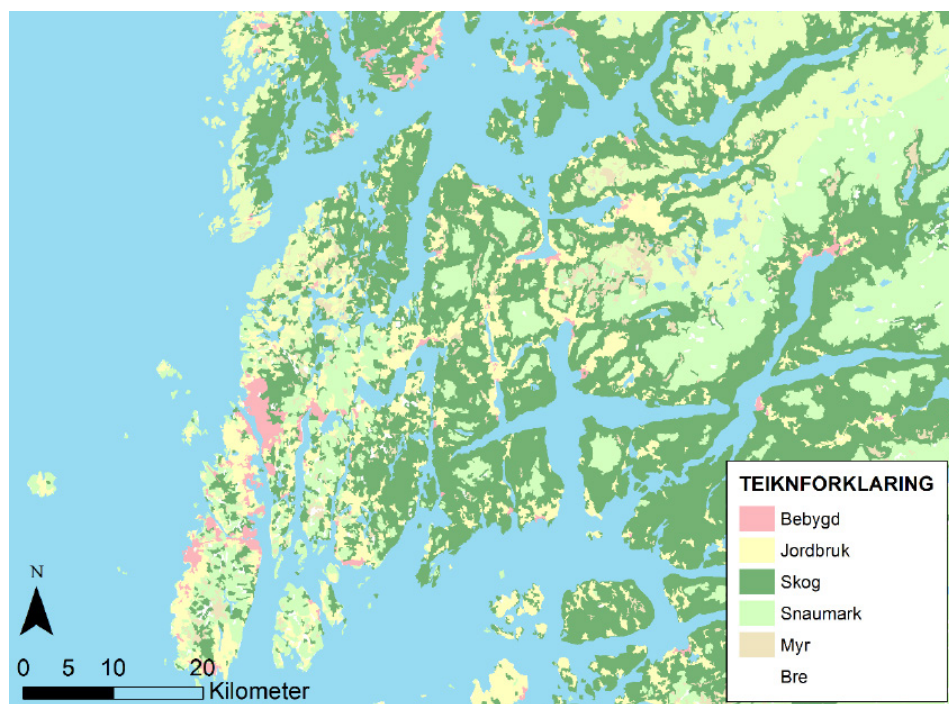 TEIKNFORKLARING
Bebygd
Jordbruk
Skog
Snaumark
Myr
Bre
N
0 5 10 20
Kilometer